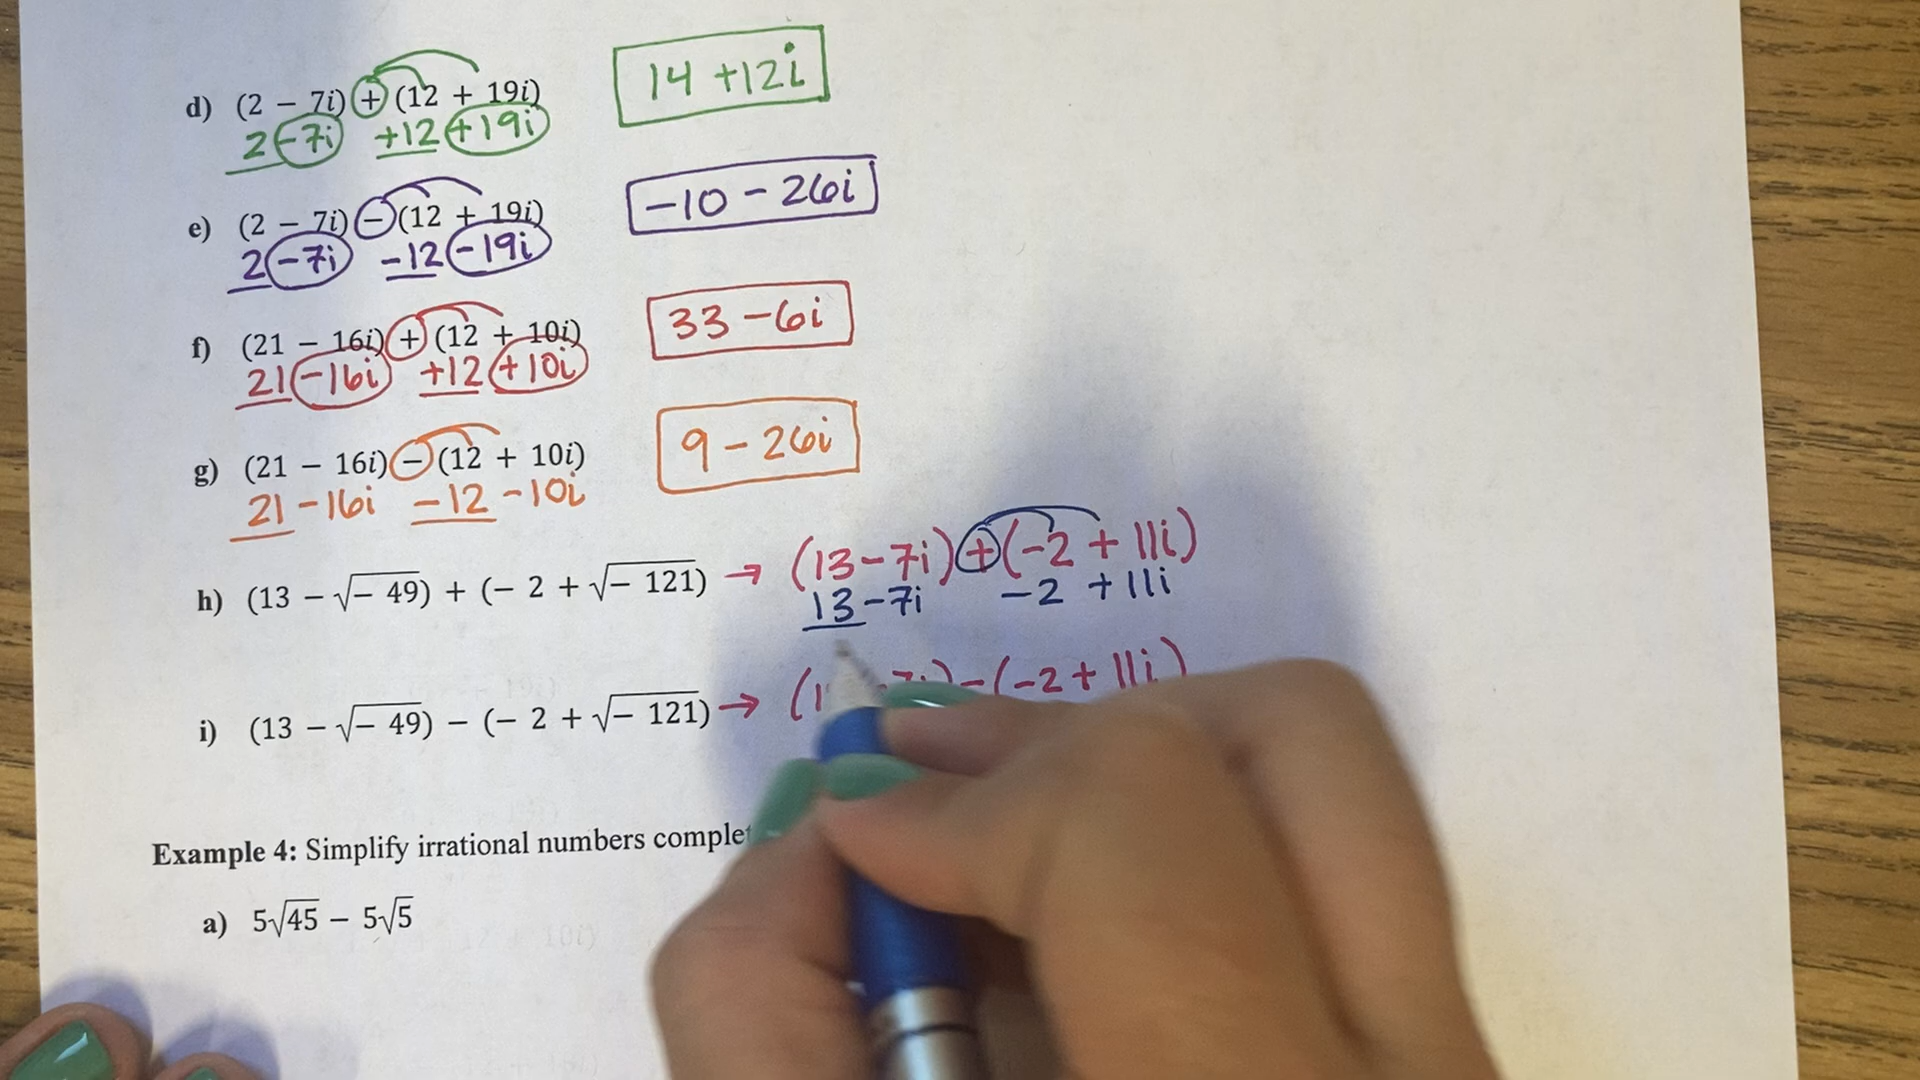 d) (2 − 7i) + (12 + 19i) 14 + 12i
2 − 7i +12 + 19i
e) (2 − 7i) − (12 + 19i) −10 − 26i
2 − 7i −12 − 19i
f) (21 − 16i) + (12 + 10i) 33 − 6i
21 − 16i +12 + 10i
g) (21 − 16i) − (12 + 10i) 9 − 26i
21 − 16i −12 − 10i
h) (13 − √− 49) + (− 2 + √− 121) → (13 − 7i) + (−2 + 11i)
13 − 7i −2 + 11i
i) (13 − √− 49) − (− 2 + √− 121) → (1 7i) − (−2 + 11i)
Example 4: Simplify irrational numbers
a) 5√45 − 5√5